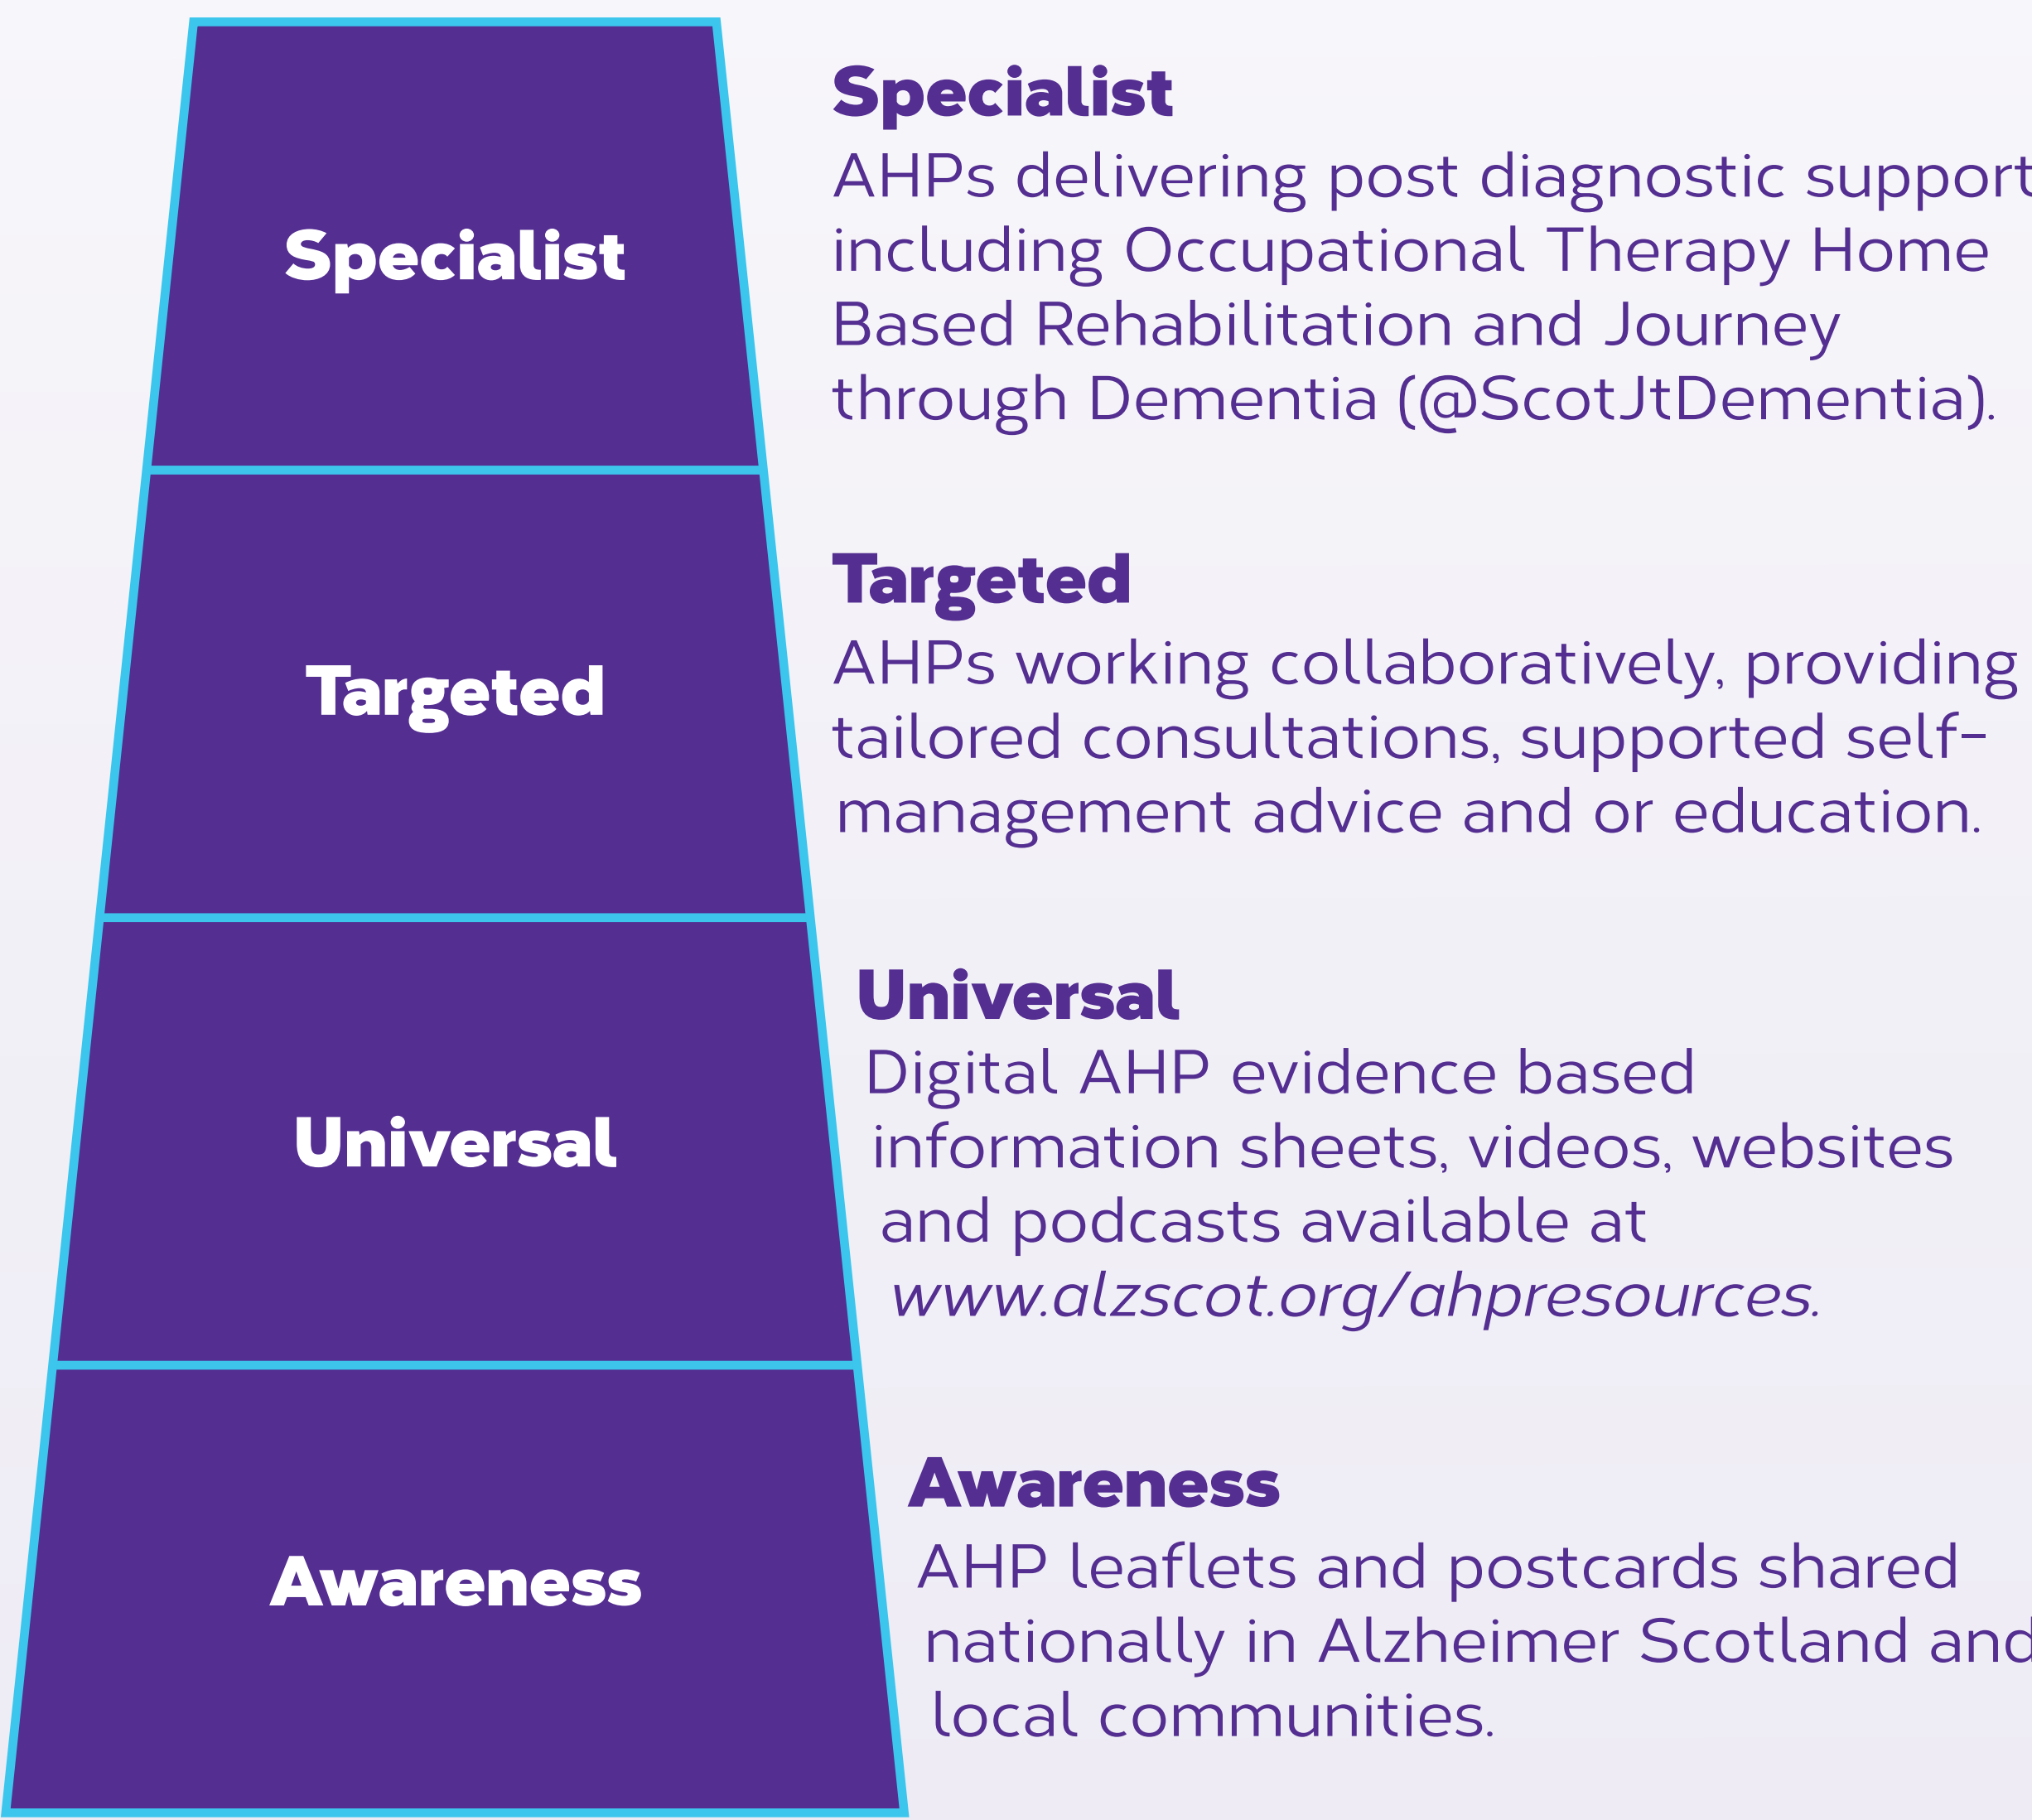 Specialist
Specialist
AHPs delivering post diagnostic support
including Occupational Therapy Home
Based Rehabilitation and Journey
through Dementia (@ScotJtDementia).
Targeted
Targeted
AHPs working collaboratively, providing
tailored consultations, supported self-
management advice and or education.
Universal
Universal
Digital AHP evidence based
information sheets, videos, websites
and podcasts available at
www.alzscot.org/ahpresources.
Awareness
Awareness
AHP leaflets and postcards shared
nationally in Alzheimer Scotland and
local communities.